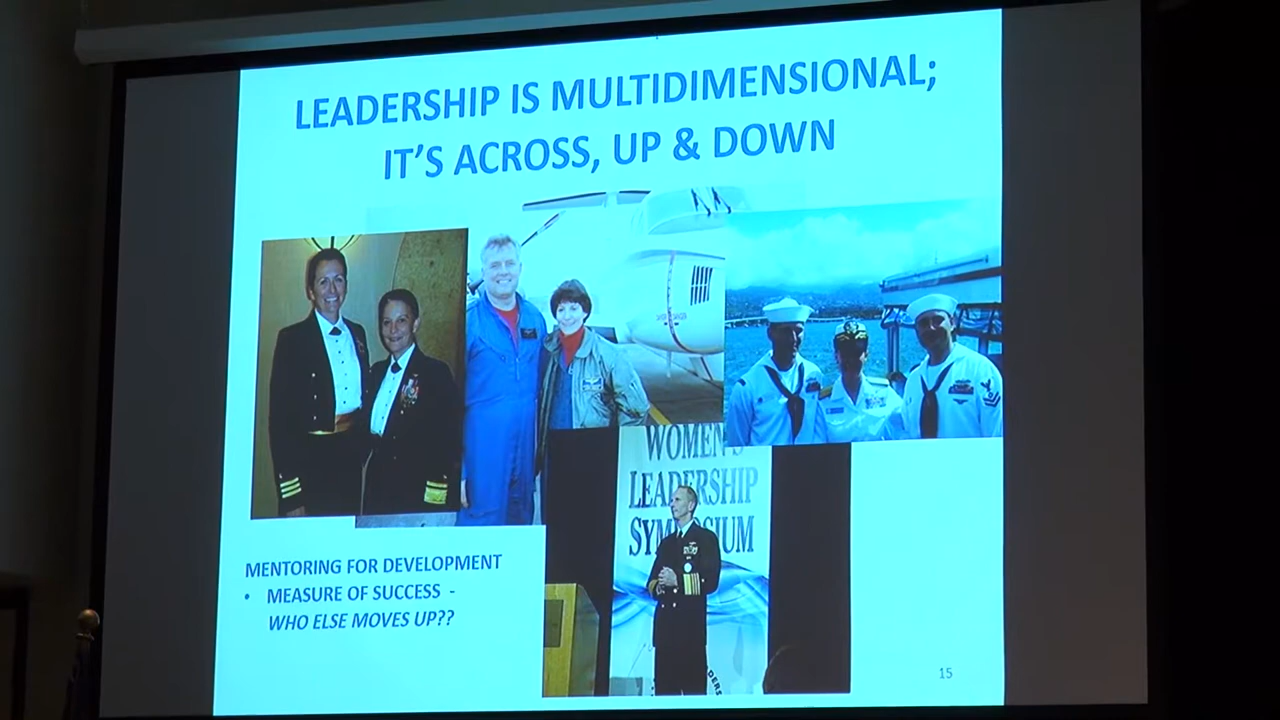 LEADERSHIP IS MULTIDIMENSIONAL;
IT'S ACROSS, UP & DOWN
WOMEN'S
LEADERSHIP
SYMPOSIUM
MENTORING FOR DEVELOPMENT
• MEASURE OF SUCCESS -
WHO ELSE MOVES UP??
15